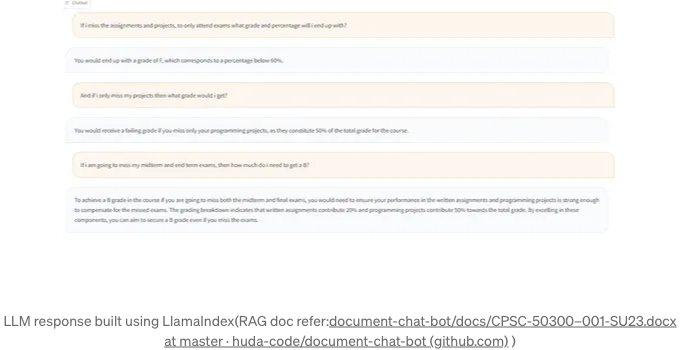 Chatbot
If i miss the assignments and projects, to only attend exams what grade and percentage will i end up with?
You would end up with a grade of F, which corresponds to a percentage below 60%.
And if i only miss my projects then what grade would i get?
You would receive a failing grade if you miss only your programming projects, as they constitute 50% of the total grade for the course.
If i am going to miss my midterm and end term exams, then how much do i need to get a B?
To achieve a B grade in the course if you are going to miss both the midterm and final exams, you would need to ensure your performance in the written assignments and programming projects is strong enough
to compensate for the missed exams. The grading breakdown indicates that written assignments contribute 20% and programming projects contribute 50% towards the total grade. By excelling in these
components, you can aim to secure a B grade even if you miss the exams.
LLM response built using LlamaIndex(RAG doc refer:document-chat-bot/docs/CPSC-50300–001-SU23.docx
at master · huda-code/document-chat-bot (github.com) )